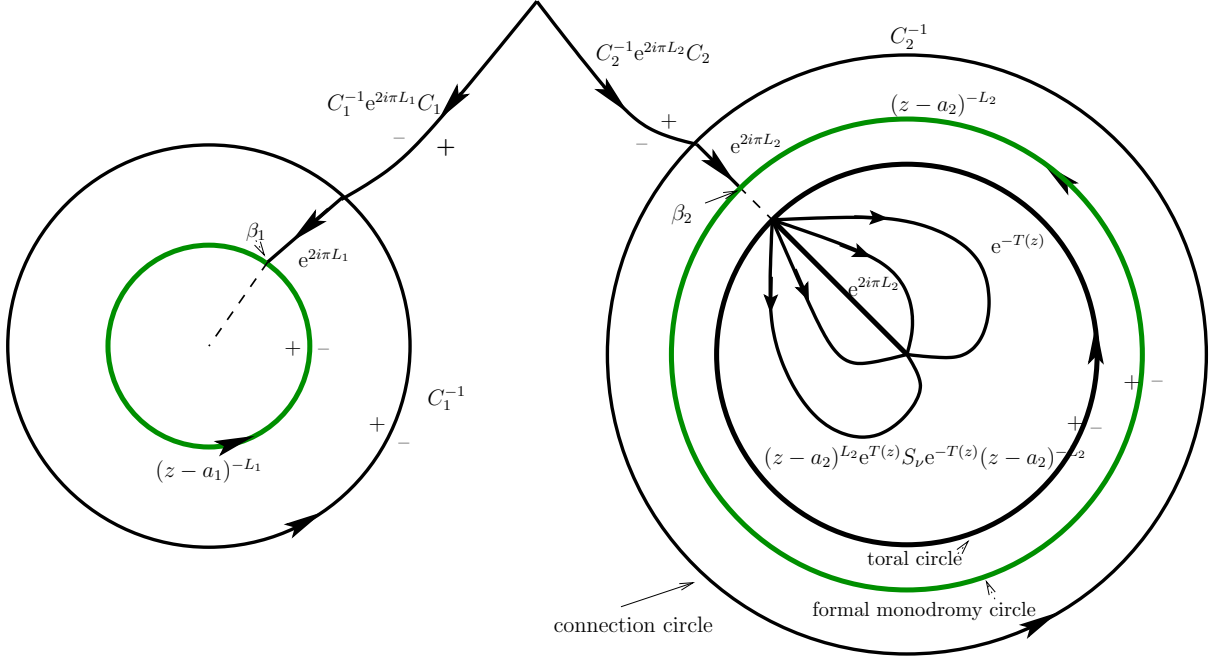 C_2^{-1}
C_2^{-1}e^{2iπL_2}C_2
C_1^{-1}e^{2iπL_1}C_1
(z − a_2)^{−L_2}
−
+
+
−
e^{2iπL_2}
β_2
β_1
e^{2iπL_1}
e^{−T(z)}
e^{2iπL_2}
+ −
+ −
C_1^{-1}
+ −
+ −
(z − a_1)^{−L_1}
(z − a_2)^{L_2}e^{T(z)}S_νe^{−T(z)}(z − a_2)^{−L_2}
toral circle
formal monodromy circle
connection circle